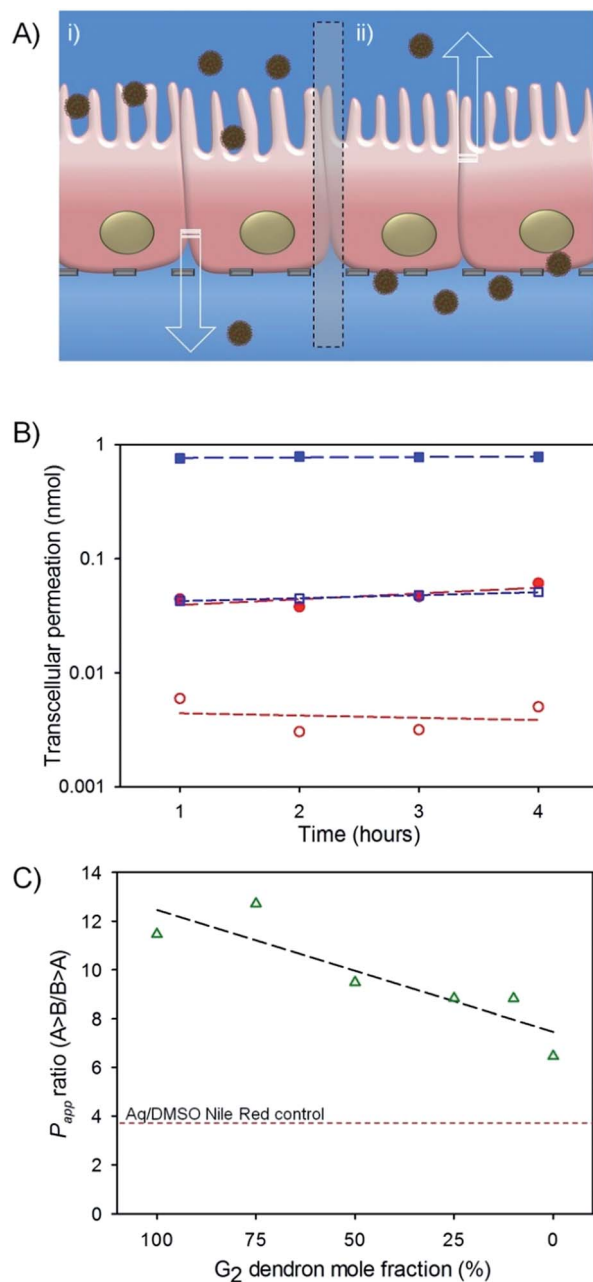 A)
i)
ii)
B)
1
0.1
0.01
0.001
Transcellular permeation (nmol)
1 2 3 4
Time (hours)
C)
14
12
10
8
6
4
2
0
Papp ratio (A>B/B>A)
Aq/DMSO Nile Red control
100 75 50 25 0
G2 dendron mole fraction (%)